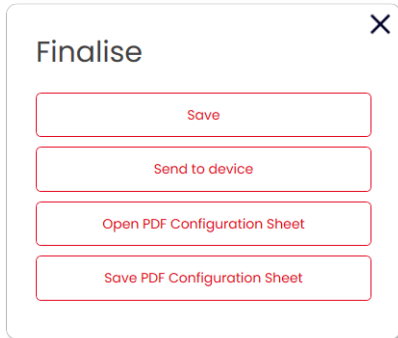 Finalise
Save
Send to device
Open PDF Configuration Sheet
Save PDF Configuration Sheet